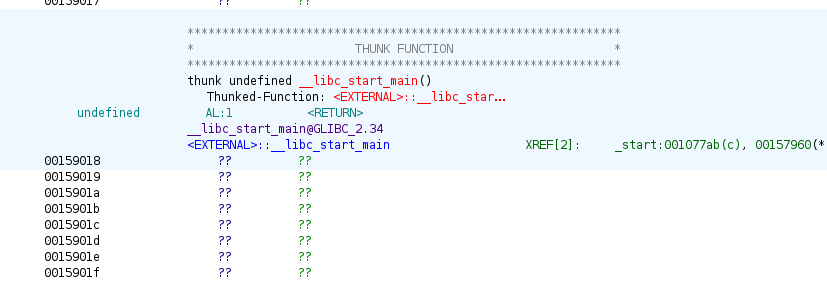 00159017 ?? ??
**************************************************************
* THUNK FUNCTION *
**************************************************************
thunk undefined __libc_start_main()
Thunked-Function: <EXTERNAL>::__libc_star...
undefined AL:1 <RETURN>
__libc_start_main@GLIBC_2.34
<EXTERNAL>::__libc_start_main XREF[2]: _start:001077ab(c), 00157960(*
00159018 ?? ??
00159019 ?? ??
0015901a ?? ??
0015901b ?? ??
0015901c ?? ??
0015901d ?? ??
0015901e ?? ??
0015901f ?? ??